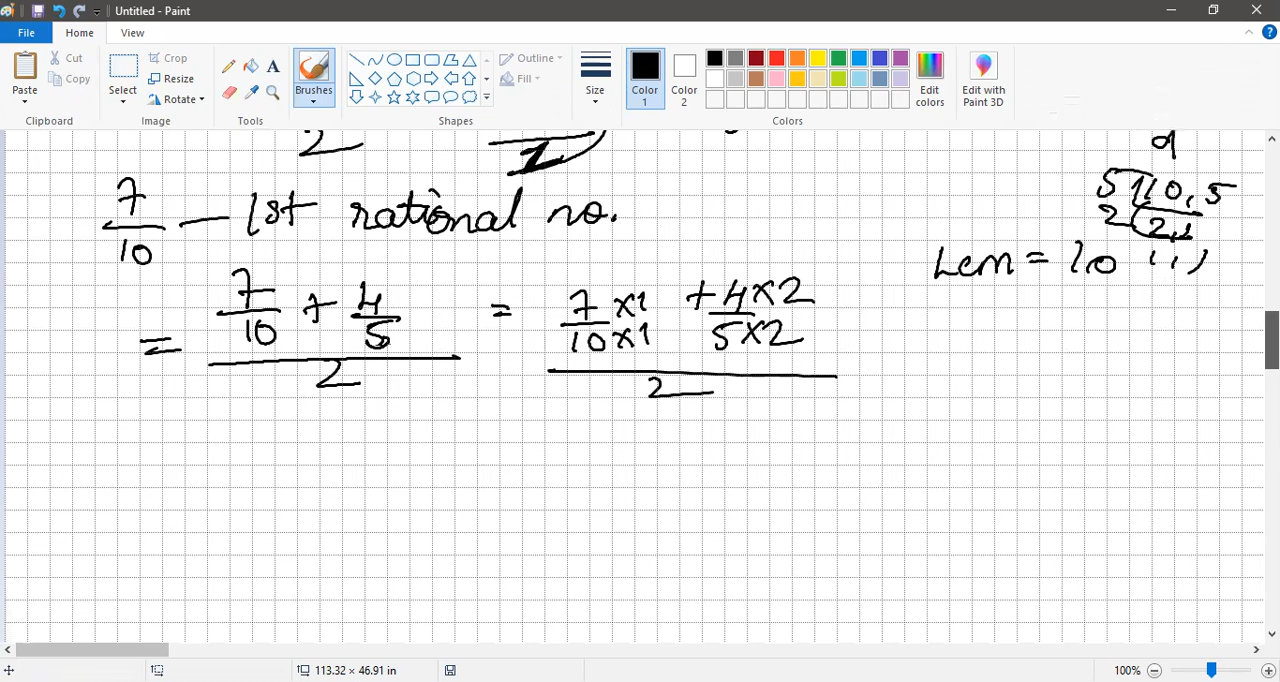 Untitled - Paint
File Home View
Paste Cut Copy
Clipboard
Select Crop Resize Rotate
Image
Tools
Brushes
Outline Fill
Shapes
Size
Color 1 Color 2
Edit colors
Edit with Paint 3D
Colors
2
7/10 — 1st rational no.
5 10, 5
2 2, 1
Lcm = 10 1, 1
= (7/10 + 4/5)/2 = (7×1/10×1 + 4×2/5×2)/2
113.32 × 46.91 in
100%